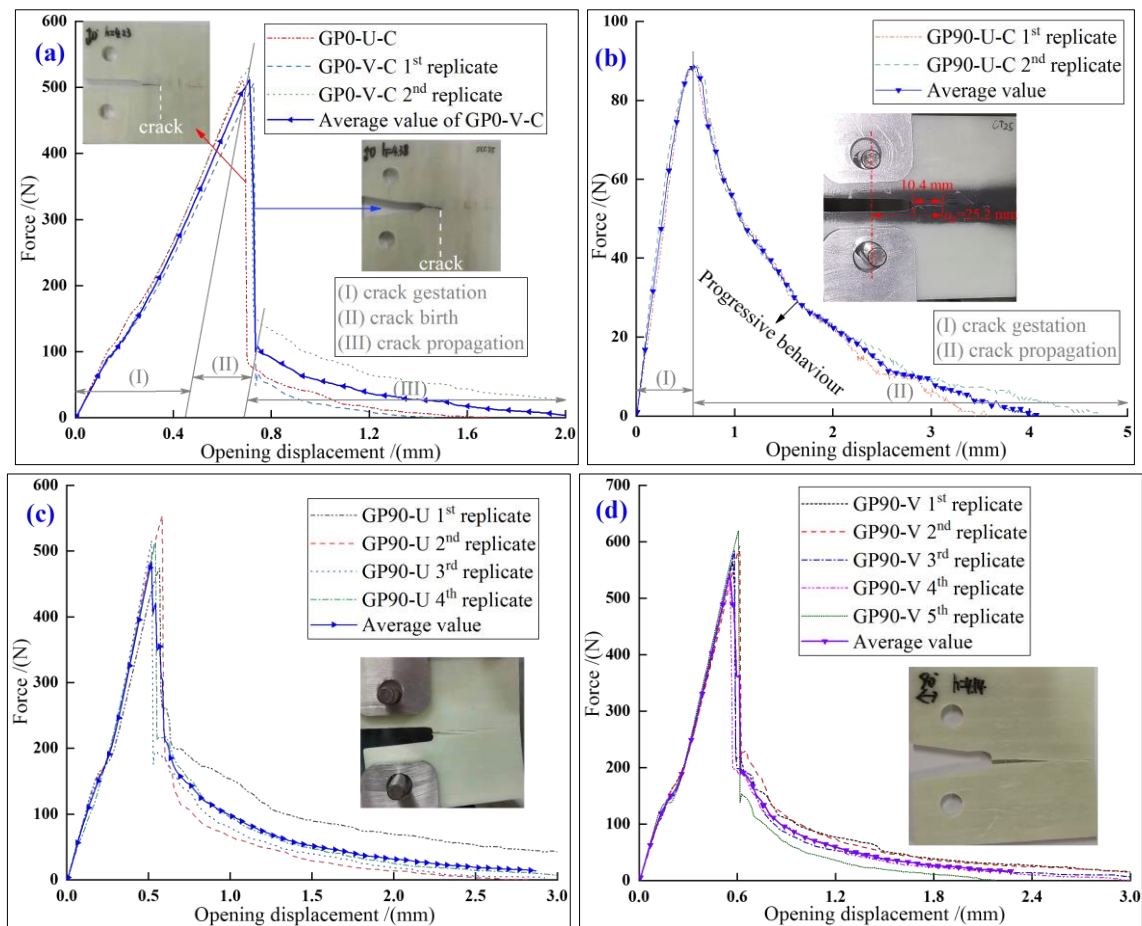 (a)
GP0-U-C
GP0-V-C 1st replicate
GP0-V-C 2nd replicate
Average value of GP0-V-C
crack
crack
(I) crack gestation
(II) crack birth
(III) crack propagation
(I)
(II)
(III)
600
500
400
300
200
100
0
0.0 0.4 0.8 1.2 1.6 2.0
Force /(N)
Opening displacement /(mm)
(b)
GP90-U-C 1st replicate
GP90-U-C 2nd replicate
Average value
10.4 mm
=25.2 mm
Progressive behaviour
(I) crack gestation
(II) crack propagation
(I)
(II)
100
80
60
40
20
0
0 1 2 3 4 5
Force /(N)
Opening displacement /(mm)
(c)
GP90-U 1st replicate
GP90-U 2nd replicate
GP90-U 3rd replicate
GP90-U 4th replicate
Average value
600
500
400
300
200
100
0
0.0 0.5 1.0 1.5 2.0 2.5 3.0
Force /(N)
Opening displacement /(mm)
(d)
GP90-V 1st replicate
GP90-V 2nd replicate
GP90-V 3rd replicate
GP90-V 4th replicate
GP90-V 5th replicate
Average value
700
600
500
400
300
200
100
0
0.0 0.6 1.2 1.8 2.4 3.0
Force /(N)
Opening displacement /(mm)